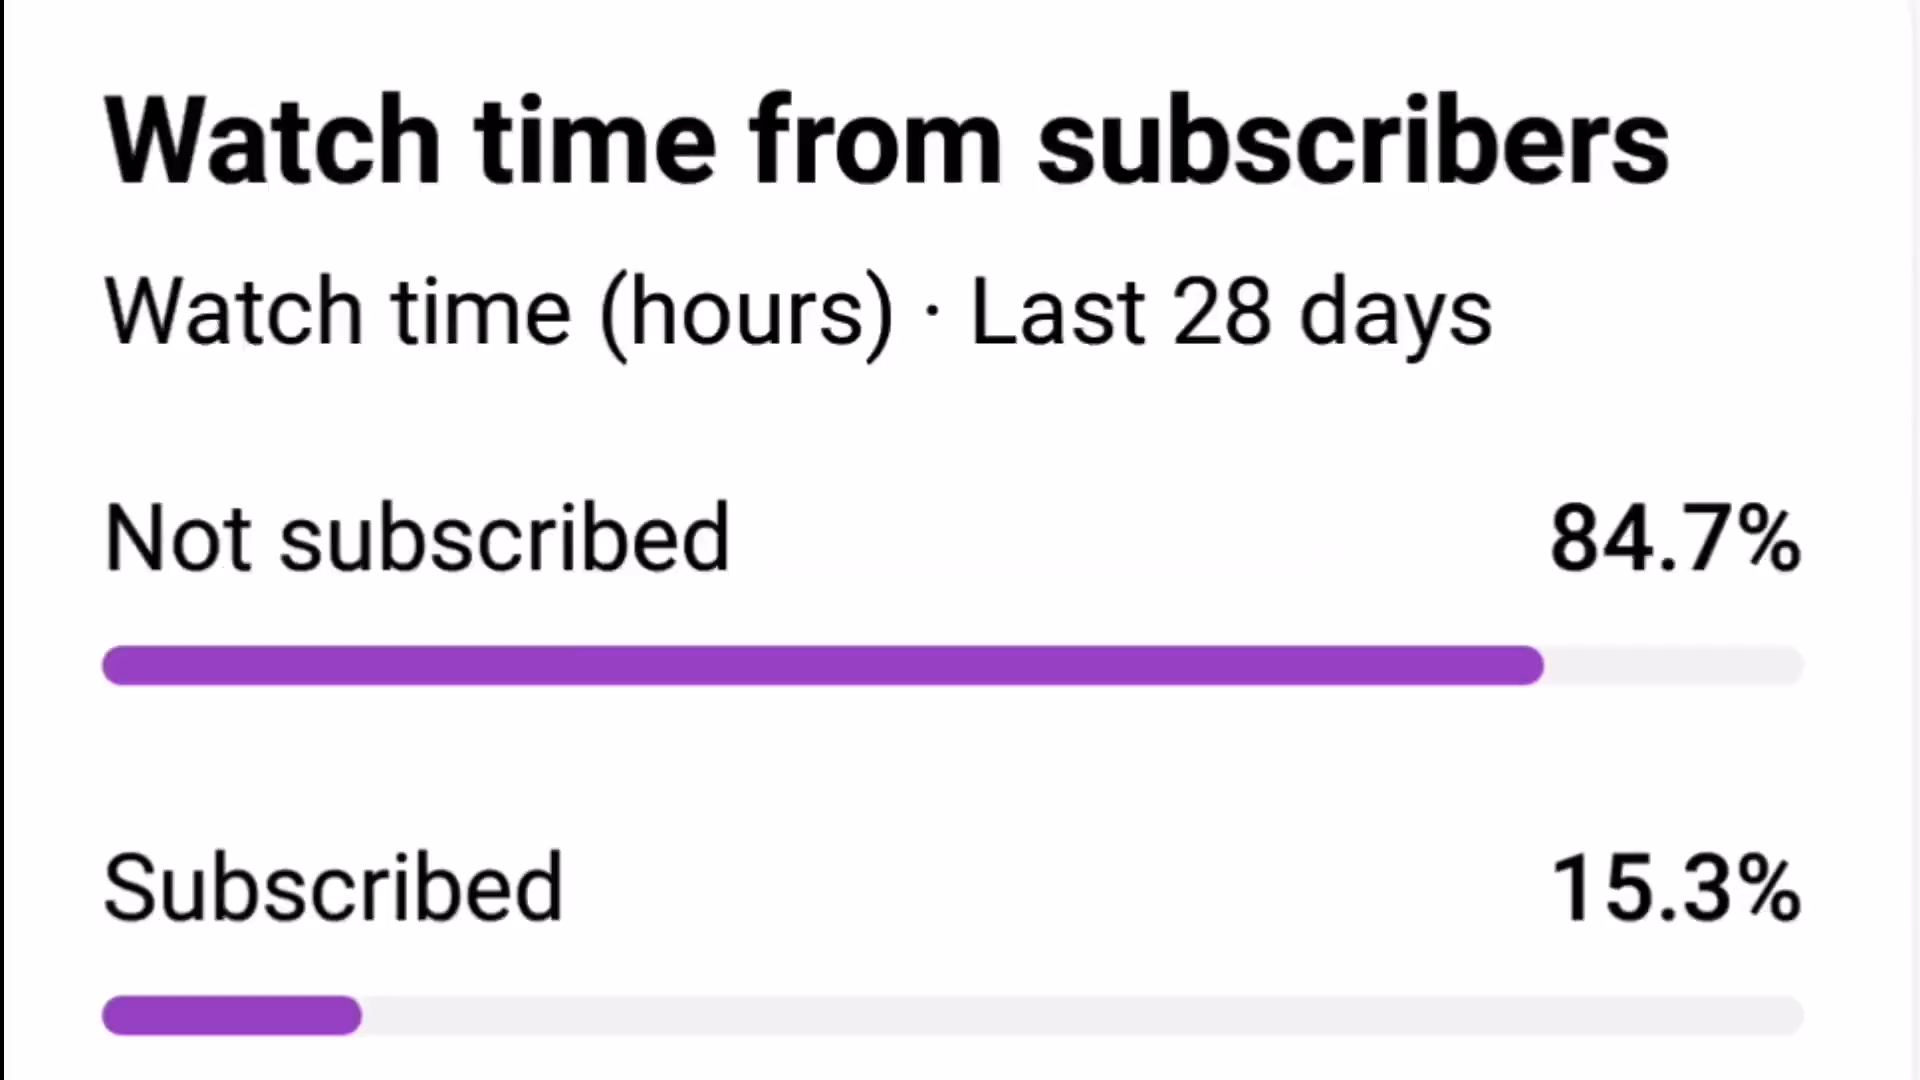 Watch time from subscribers
Watch time (hours) · Last 28 days
Not subscribed 84.7%
Subscribed 15.3%